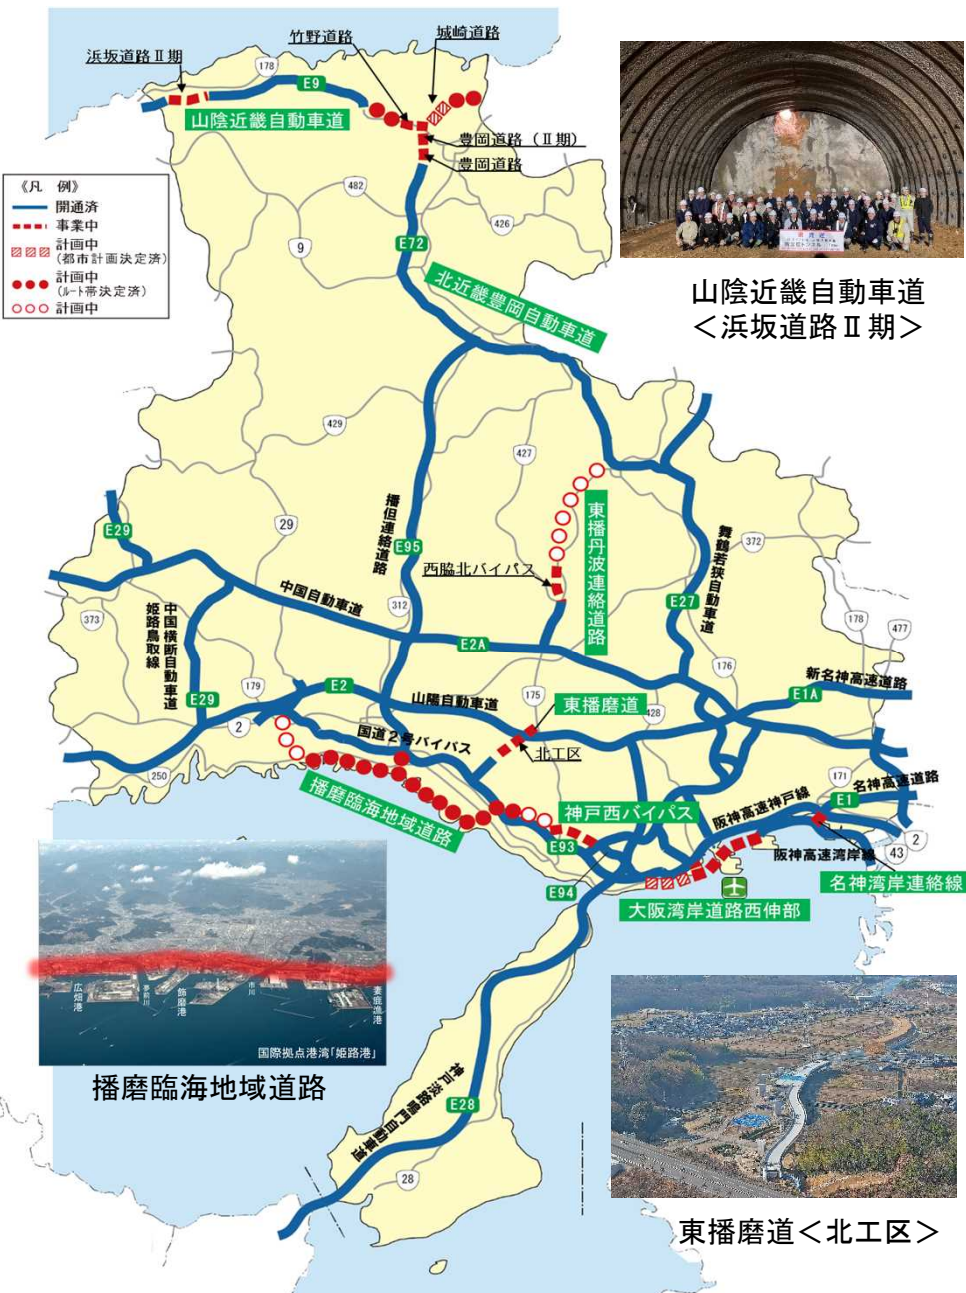 城崎道路
竹野道路
浜坂道路Ⅱ期
178
E9
山陰近畿自動車道
豊岡道路（Ⅱ期）
豊岡道路
《凡　例》
開通済
事業中
計画中
(都市計画決定済)
計画中
(ルート帯決定済)
計画中
482
426
9
E72
北近畿豊岡自動車道
山陰近畿自動車道
＜浜坂道路Ⅱ期＞
429
427
播但連絡道路
E95
東播丹波連絡道路
西脇北バイパス
舞鶴若狭自動車道
372
E29
29
中国自動車道
312
E2A
E27
373
中国横断自動車道
姫路鳥取線
178
477
176
新名神高速道路
E1A
E29
179
E2
山陽自動車道
175
東播磨道
428
2
国道２号バイパス
北工区
250
播磨臨海地域道路
神戸西バイパス
阪神高速神戸線
171
名神高速道路
E1
E93
阪神高速湾岸線
2
43
E94
名神湾岸連絡線
大阪湾岸道路西伸部
広畑港
夢前川
飾磨港
市川
妻鹿漁港
国際拠点港湾「姫路港」
播磨臨海地域道路
神戸淡路鳴門自動車道
E28
28
東播磨道＜北工区＞